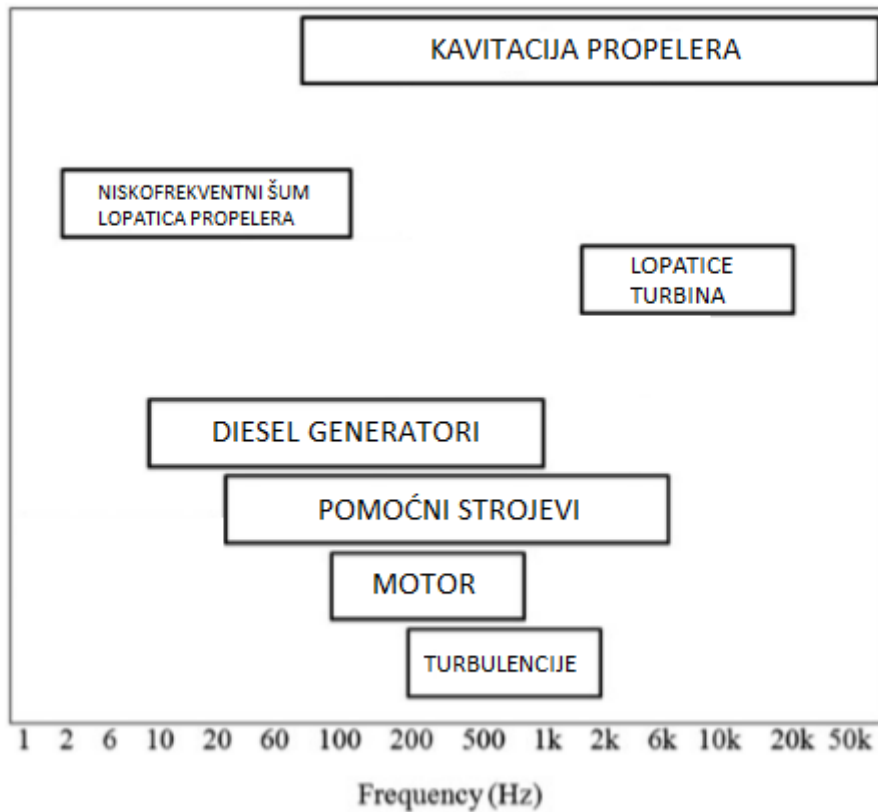 KAVITACIJA PROPELERA
NISKOFREKVENTNI ŠUM
LOPATICA PROPELERA
LOPATICE
TURBINA
DIESEL GENERATORI
POMOĆNI STROJEVI
MOTOR
TURBULENCIJE
1 2 6 10 20 60 100 200 500 1k 2k 6k 10k 20k 50k
Frequency (Hz)